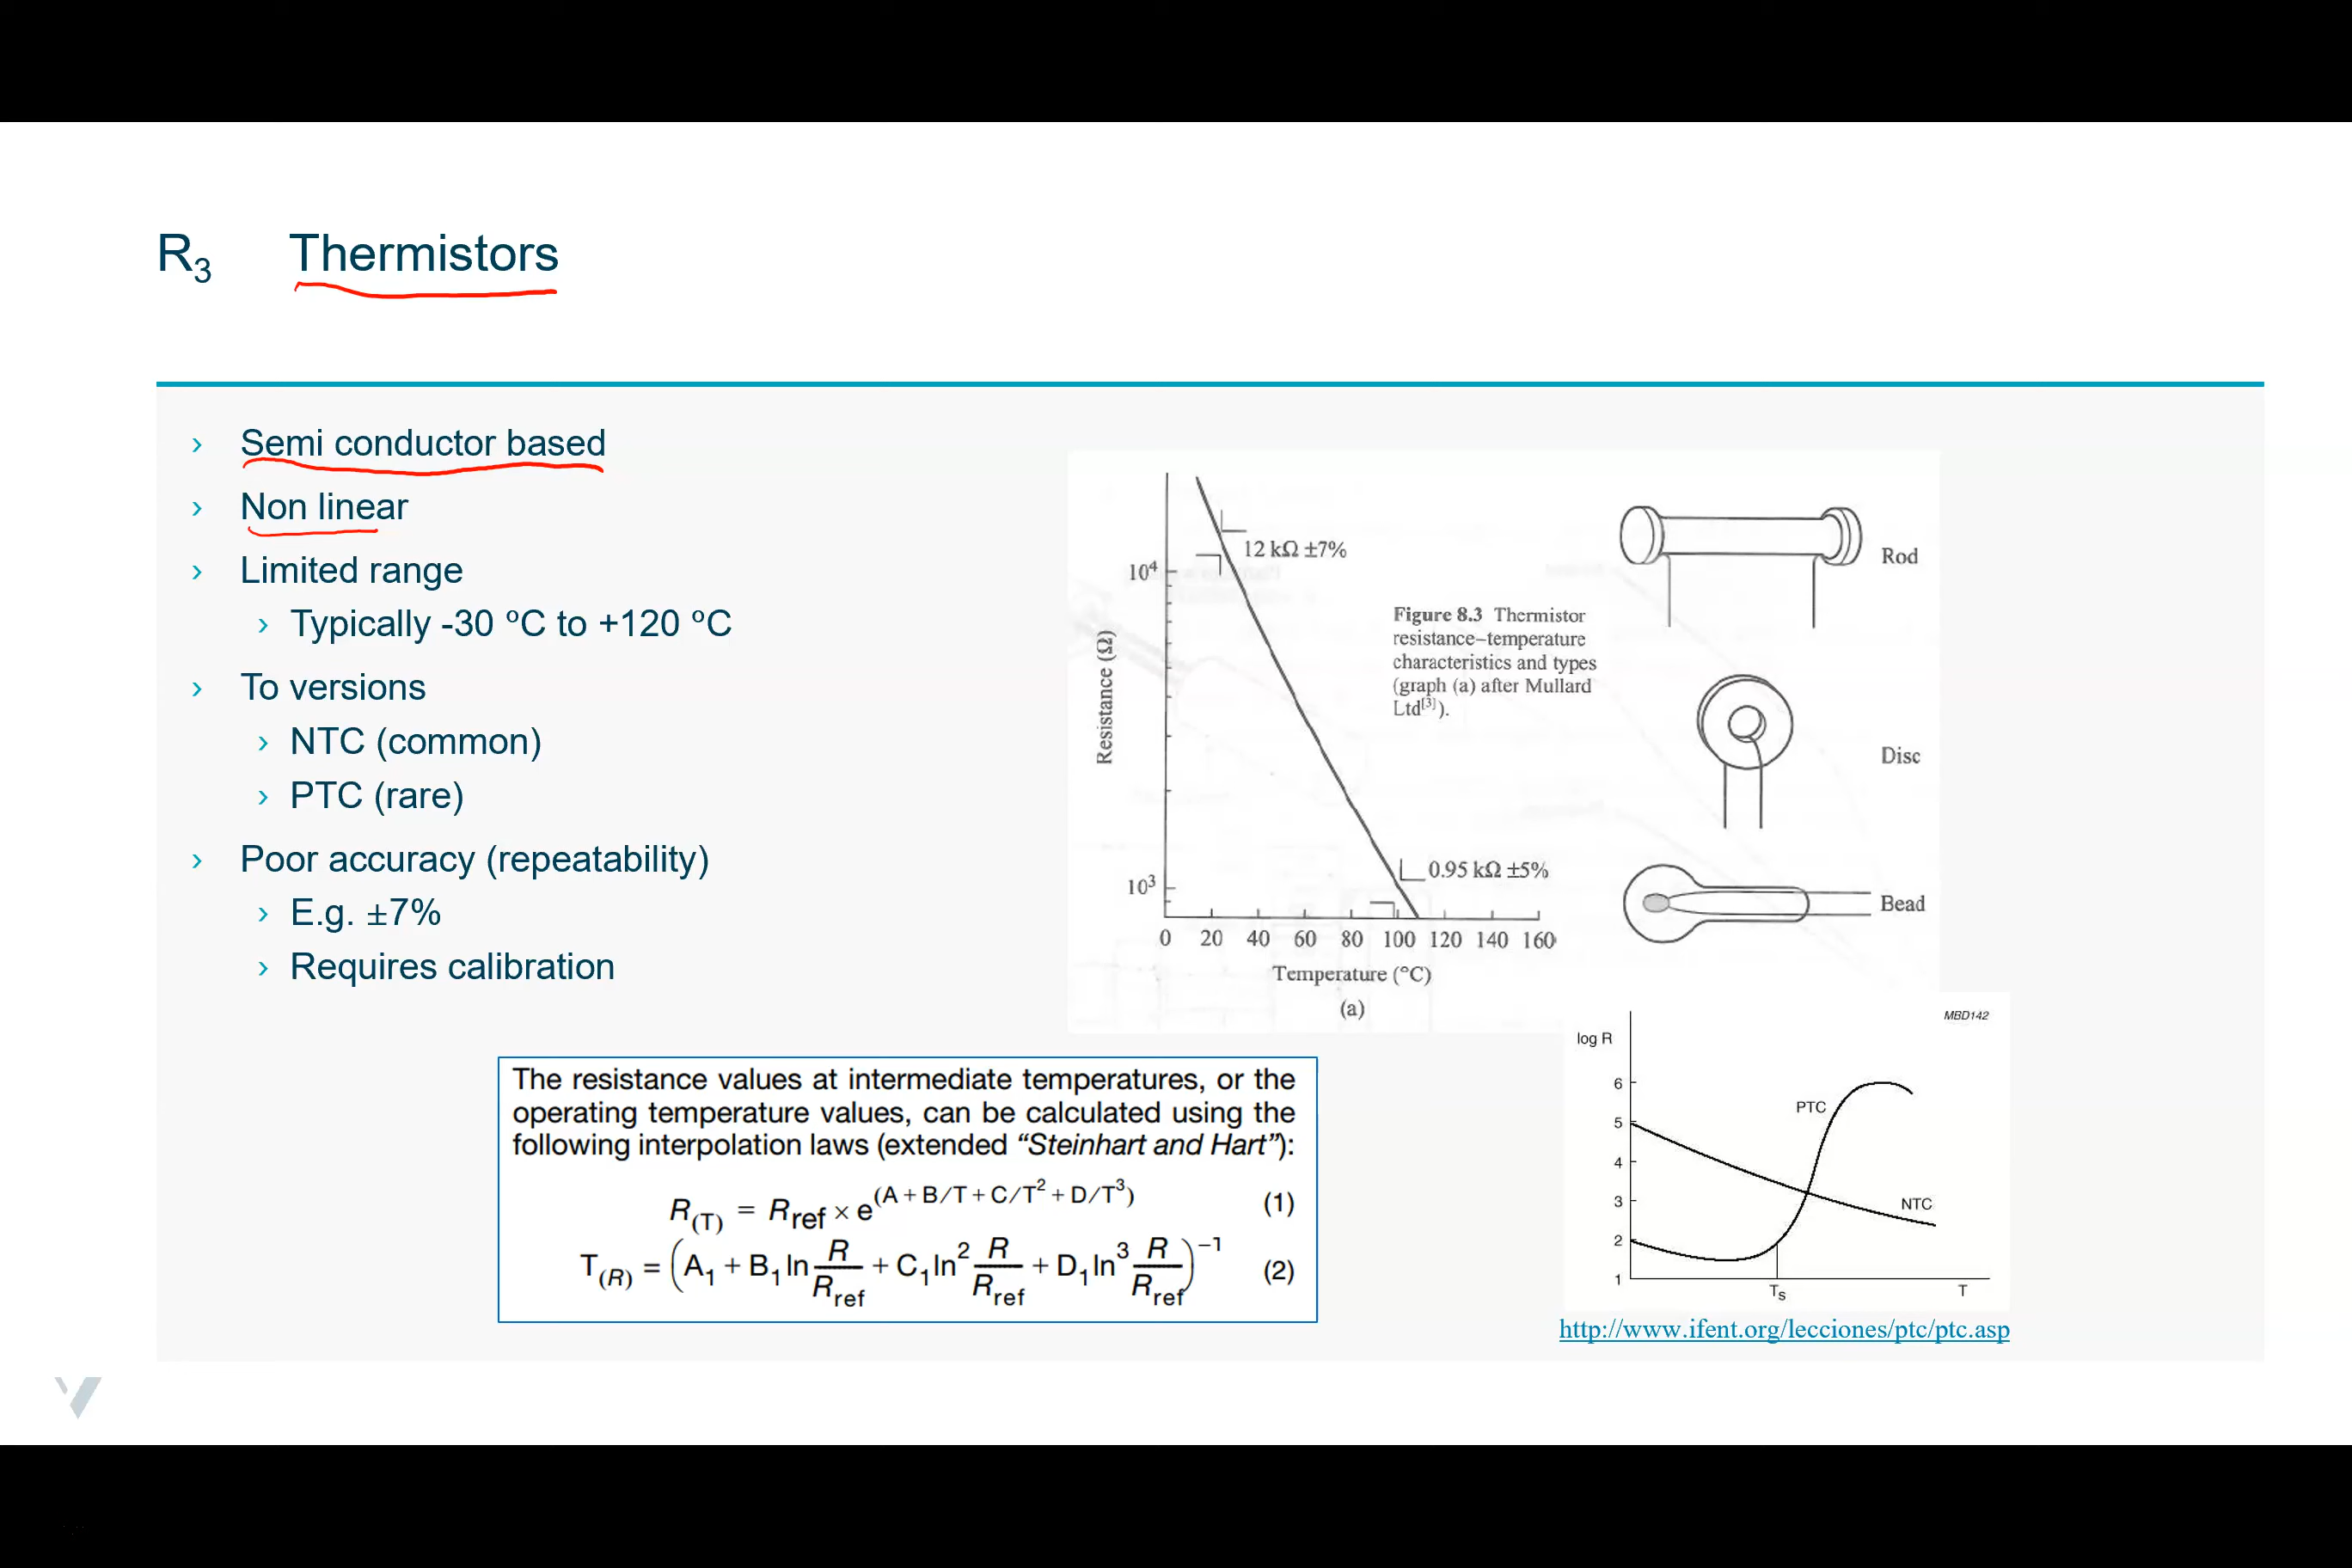 R₃ Thermistors
› Semi conductor based
› Non linear
› Limited range
› Typically -30 ºC to +120 ºC
› To versions
› NTC (common)
› PTC (rare)
› Poor accuracy (repeatability)
› E.g. ±7%
› Requires calibration
Resistance (Ω)
10⁴
10³
12 kΩ ±7%
0.95 kΩ ±5%
0 20 40 60 80 100 120 140 160
Temperature (°C)
(a)
Figure 8.3 Thermistor
resistance–temperature
characteristics and types
(graph (a) after Mullard
Ltd[3]).
Rod
Disc
Bead
The resistance values at intermediate temperatures, or the
operating temperature values, can be calculated using the
following interpolation laws (extended “Steinhart and Hart”):
R(T) = Rref × e^(A + B/T + C/T² + D/T³) (1)
T(R) = (A₁ + B₁ ln R/Rref + C₁ ln² R/Rref + D₁ ln³ R/Rref)⁻¹ (2)
MBD142
log R
6
5
4
3
2
1
PTC
NTC
Ts
T
http://www.ifent.org/lecciones/ptc/ptc.asp